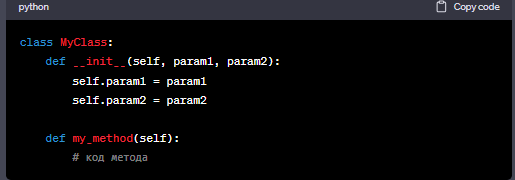 python
Copy code
class MyClass:
    def __init__(self, param1, param2):
        self.param1 = param1
        self.param2 = param2
    def my_method(self):
        # код метода